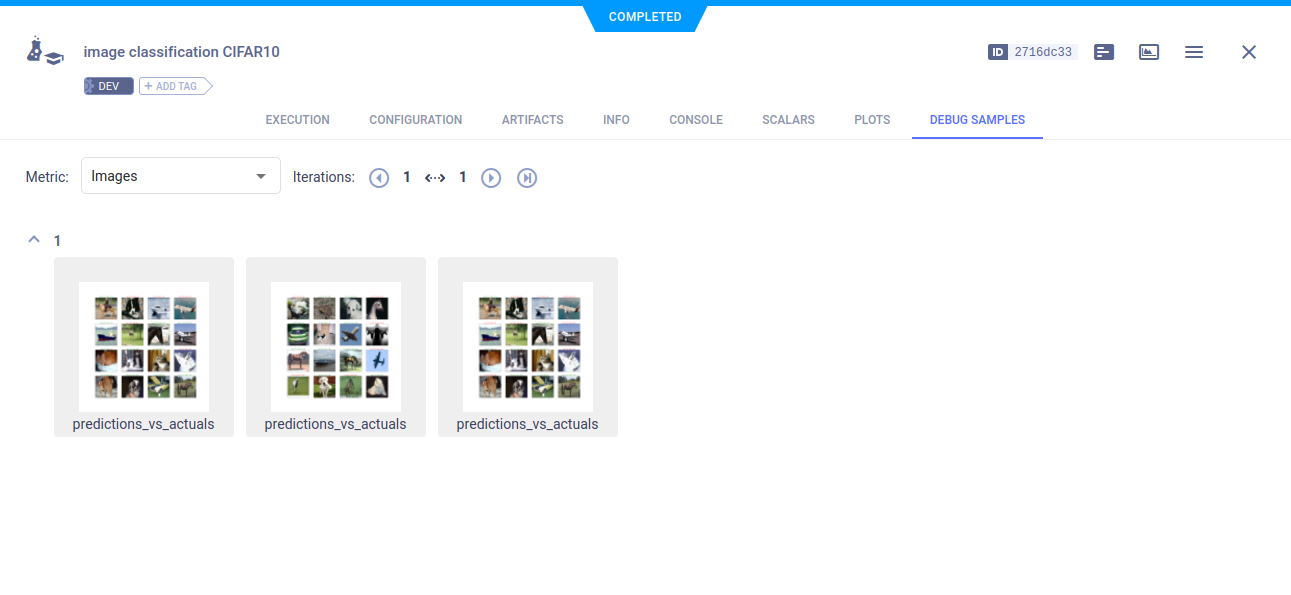 COMPLETED
image classification CIFAR10
ID 2716dc33
DEV + ADD TAG
EXECUTION CONFIGURATION ARTIFACTS INFO CONSOLE SCALARS PLOTS DEBUG SAMPLES
Metric: Images Iterations: 1 1
1
predictions_vs_actuals predictions_vs_actuals predictions_vs_actuals